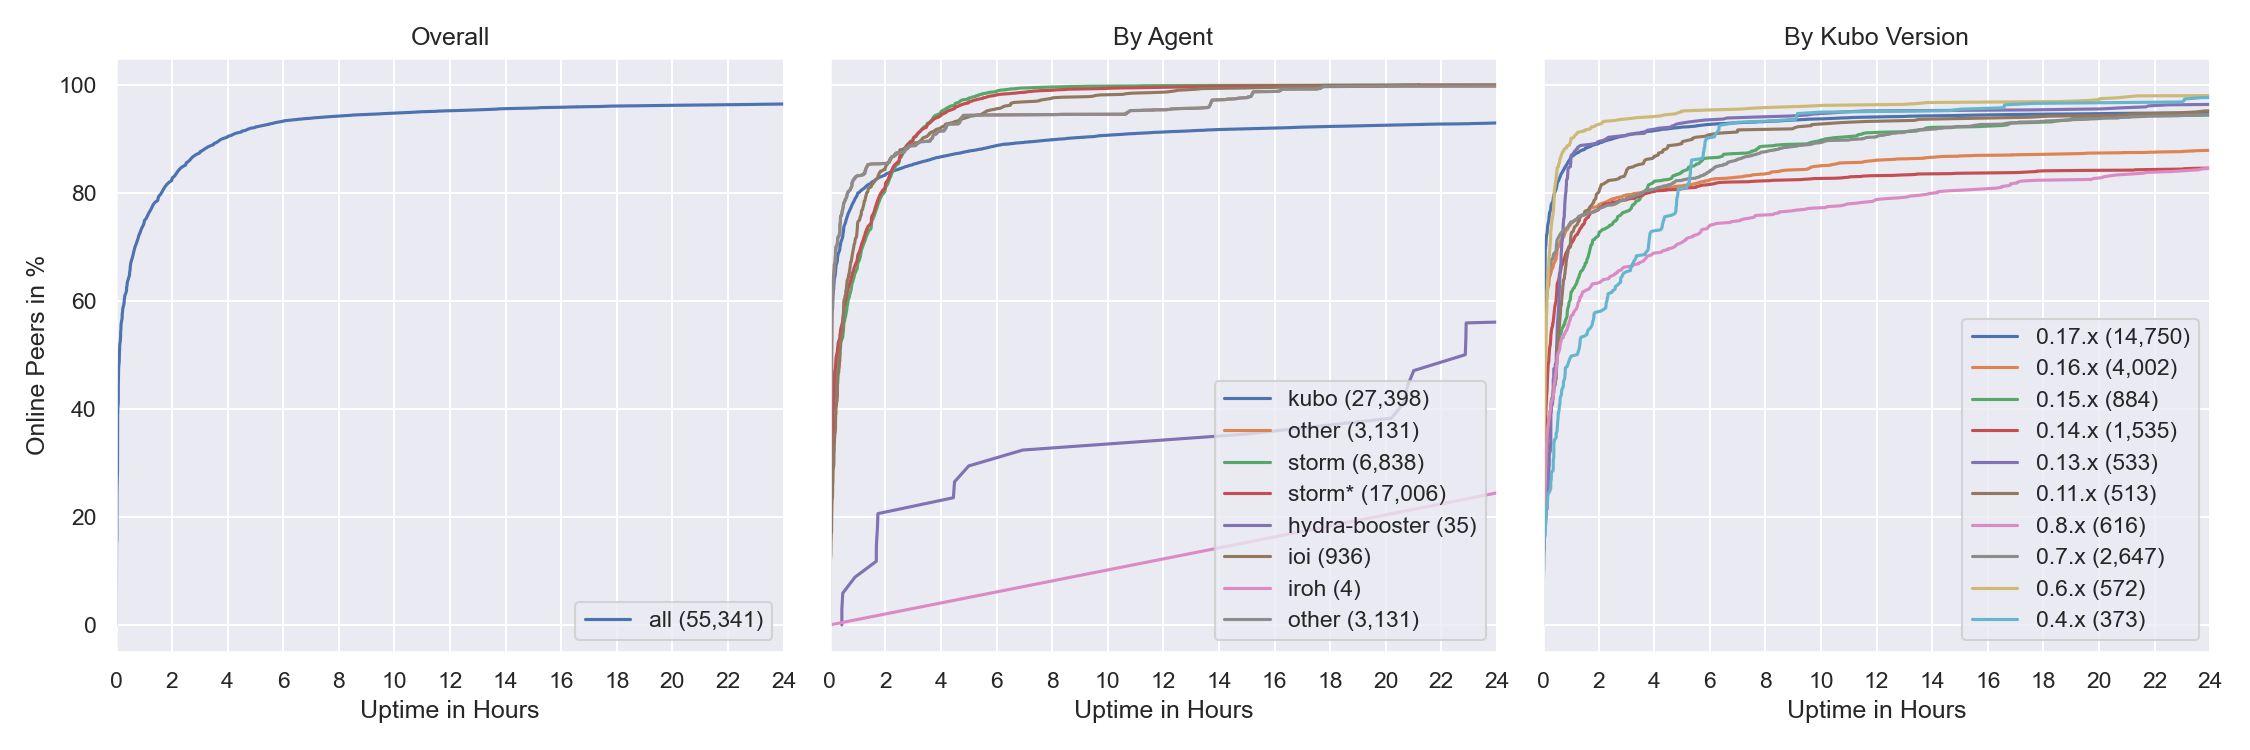 Overall
By Agent
By Kubo Version
Online Peers in %
100
80
60
40
20
0
all (55,341)
0 2 4 6 8 10 12 14 16 18 20 22 24
Uptime in Hours
kubo (27,398)
other (3,131)
storm (6,838)
storm* (17,006)
hydra-booster (35)
ioi (936)
iroh (4)
other (3,131)
0 2 4 6 8 10 12 14 16 18 20 22 24
Uptime in Hours
0.17.x (14,750)
0.16.x (4,002)
0.15.x (884)
0.14.x (1,535)
0.13.x (533)
0.11.x (513)
0.8.x (616)
0.7.x (2,647)
0.6.x (572)
0.4.x (373)
0 2 4 6 8 10 12 14 16 18 20 22 24
Uptime in Hours